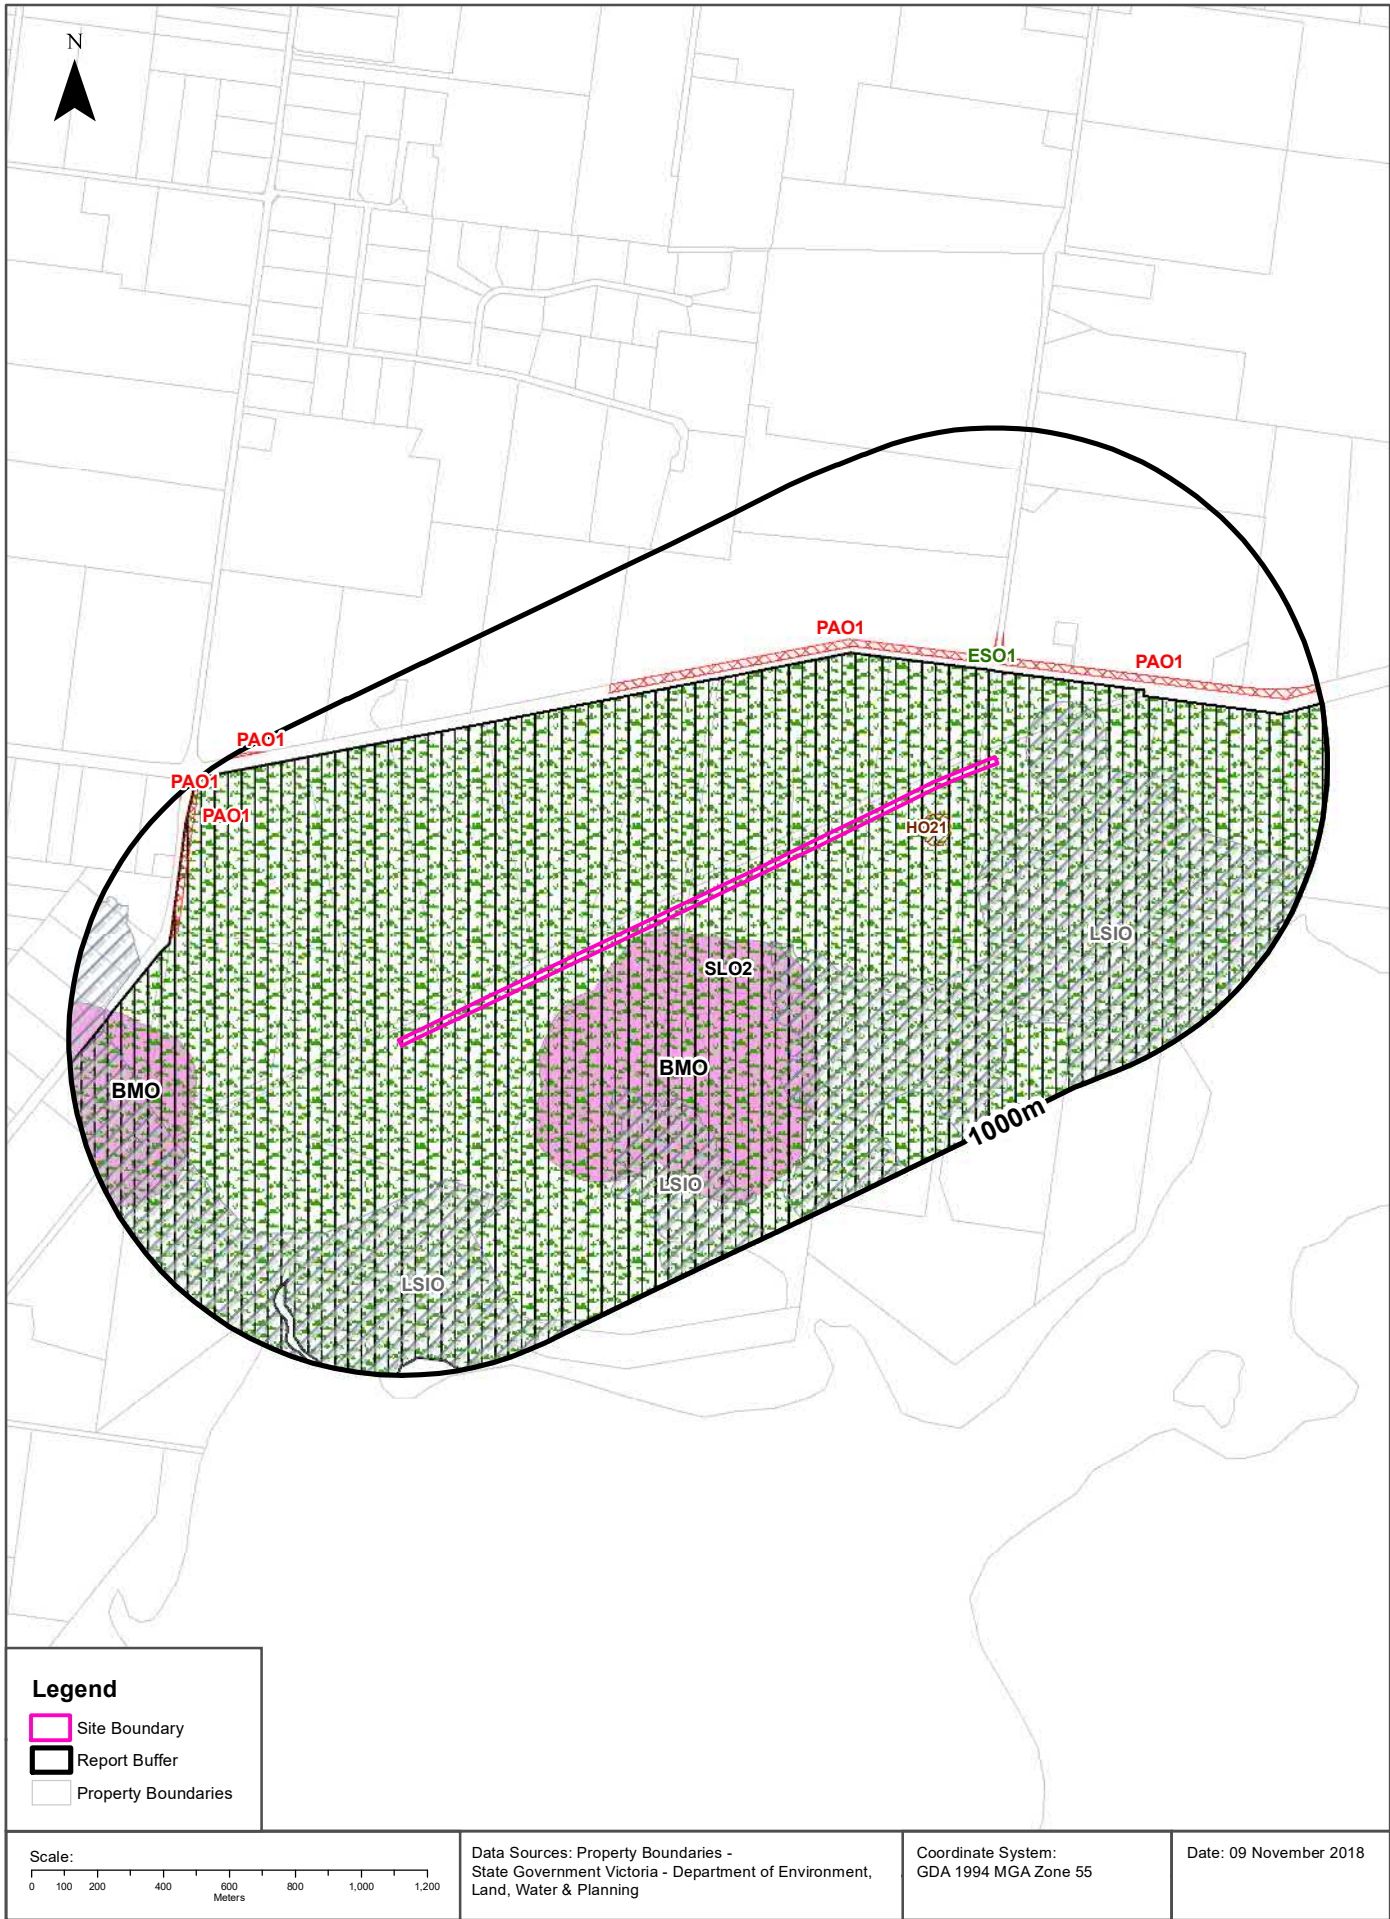 N
PAO1
ESO1
PAO1
PAO1
PAO1
PAO1
HO21
LSIO
SLO2
BMO
BMO
1000m
LSIO
LSIO
Legend
Site Boundary
Report Buffer
Property Boundaries
Scale:
0 100 200 400 600 800 1,000 1,200
Meters
Data Sources: Property Boundaries -
State Government Victoria - Department of Environment,
Land, Water & Planning
Coordinate System:
GDA 1994 MGA Zone 55
Date: 09 November 2018